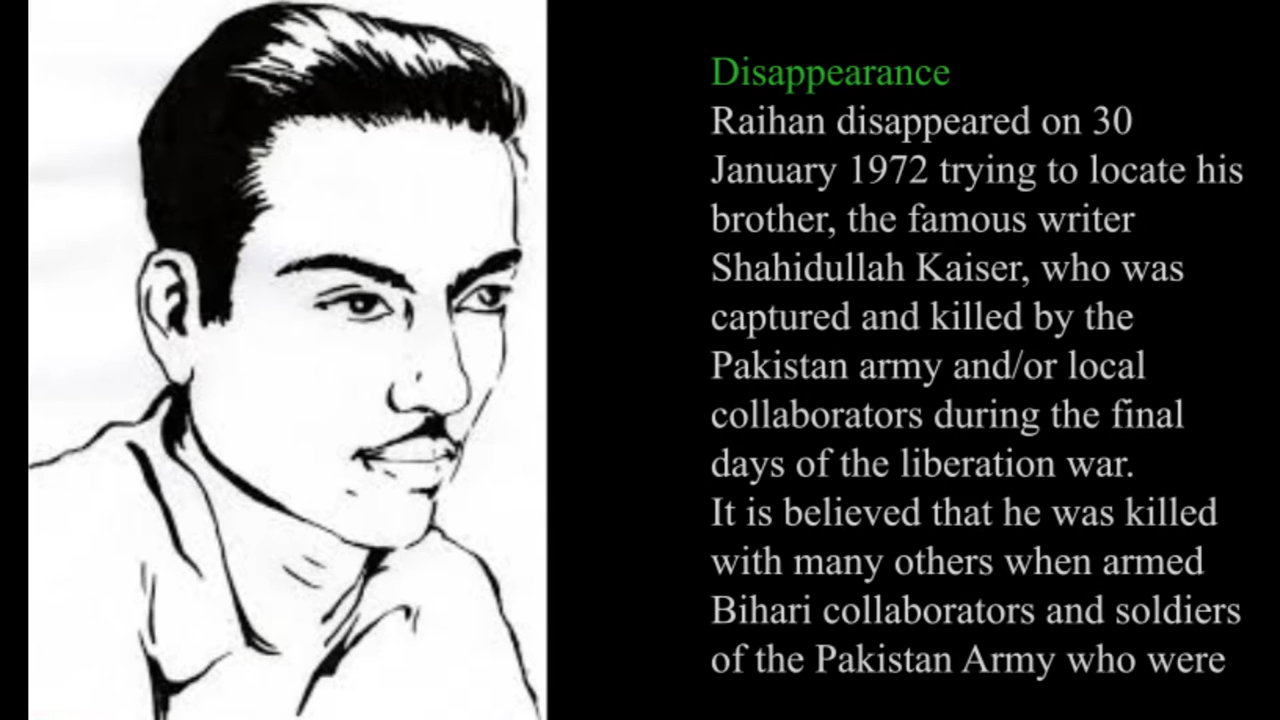 Disappearance
Raihan disappeared on 30
January 1972 trying to locate his
brother, the famous writer
Shahidullah Kaiser, who was
captured and killed by the
Pakistan army and/or local
collaborators during the final
days of the liberation war.
It is believed that he was killed
with many others when armed
Bihari collaborators and soldiers
of the Pakistan Army who were